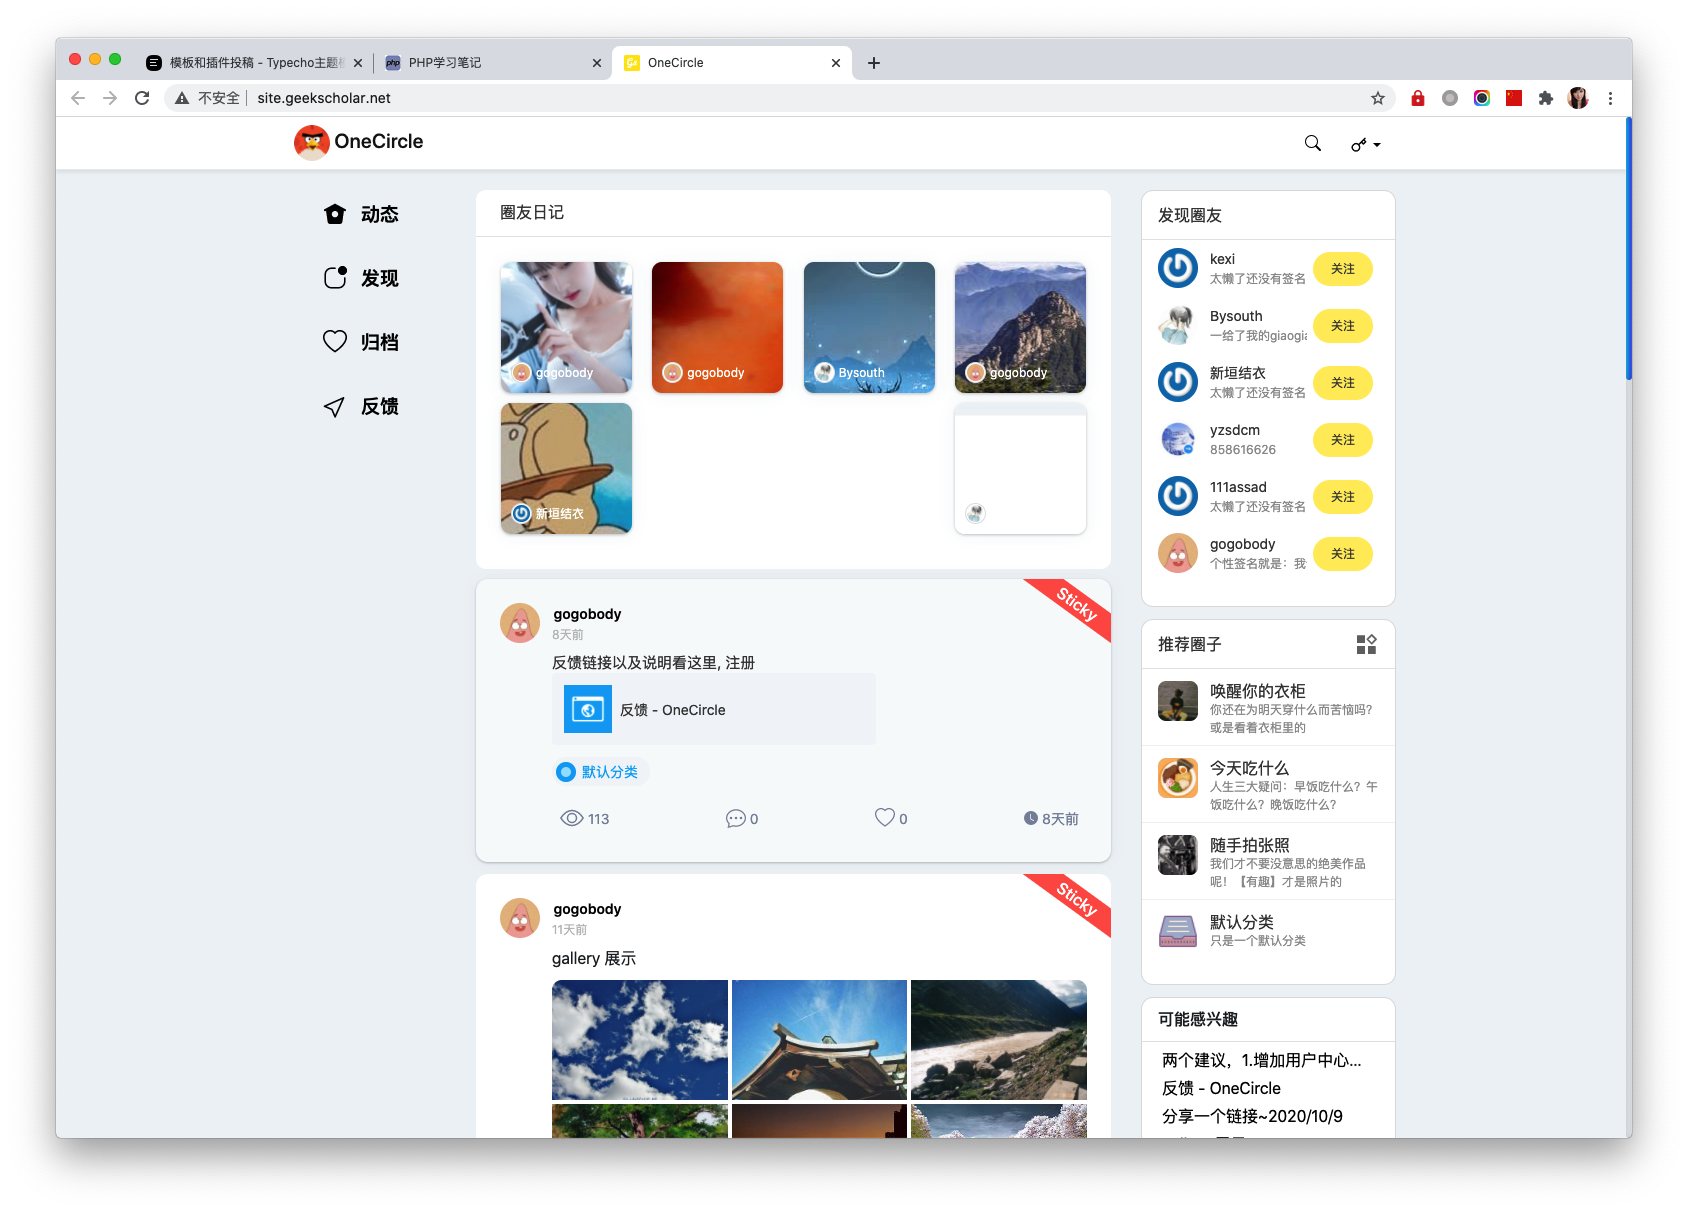 模板和插件投稿 - Typecho主题
PHP学习笔记
OneCircle
不安全
site.geekscholar.net
OneCircle
动态
发现
归档
反馈
圈友日记
gogobody
gogobody
Bysouth
gogobody
新垣结衣
Sticky
gogobody
8天前
反馈链接以及说明看这里, 注册
反馈 - OneCircle
默认分类
113
0
0
8天前
Sticky
gogobody
11天前
gallery 展示
发现圈友
kexi
太懒了还没有签名
关注
Bysouth
一给了我的giaogia
关注
新垣结衣
太懒了还没有签名
关注
yzsdcm
858616626
关注
111assad
太懒了还没有签名
关注
gogobody
个性签名就是：我
关注
推荐圈子
唤醒你的衣柜
你还在为明天穿什么而苦恼吗？
或是看着衣柜里的
今天吃什么
人生三大疑问：早饭吃什么？午
饭吃什么？晚饭吃什么？
随手拍张照
我们才不要没意思的绝美作品
呢！【有趣】才是照片的
默认分类
只是一个默认分类
可能感兴趣
两个建议，1.增加用户中心...
反馈 - OneCircle
分享一个链接~2020/10/9